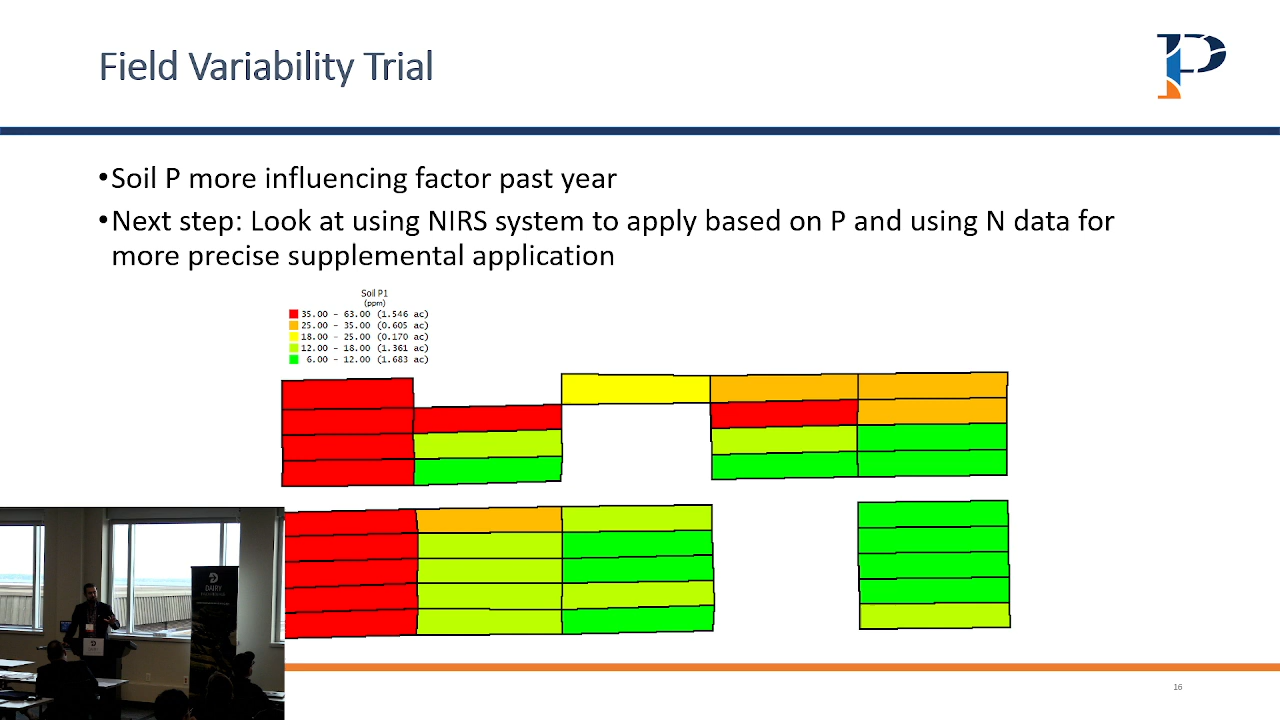 Field Variability Trial
•Soil P more influencing factor past year
•Next step: Look at using NIRS system to apply based on P and using N data for
more precise supplemental application
Soil P1
(ppm)
35.00 - 63.00 (1.546 ac)
25.00 - 35.00 (0.605 ac)
18.00 - 25.00 (0.170 ac)
12.00 - 18.00 (1.361 ac)
6.00 - 12.00 (1.683 ac)
DAIRY
16